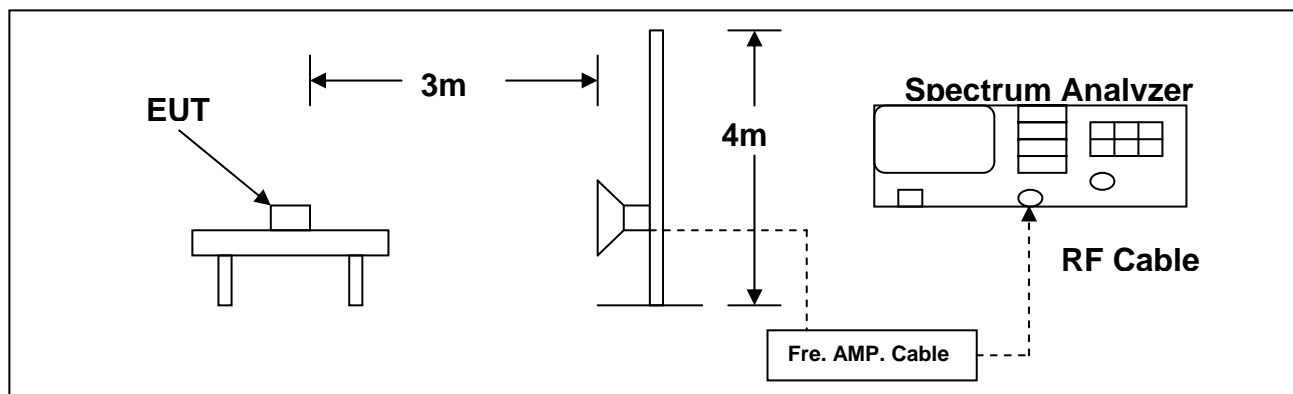 3m
EUT
4m
Spectrum Analyzer
RF Cable
Fre. AMP. Cable